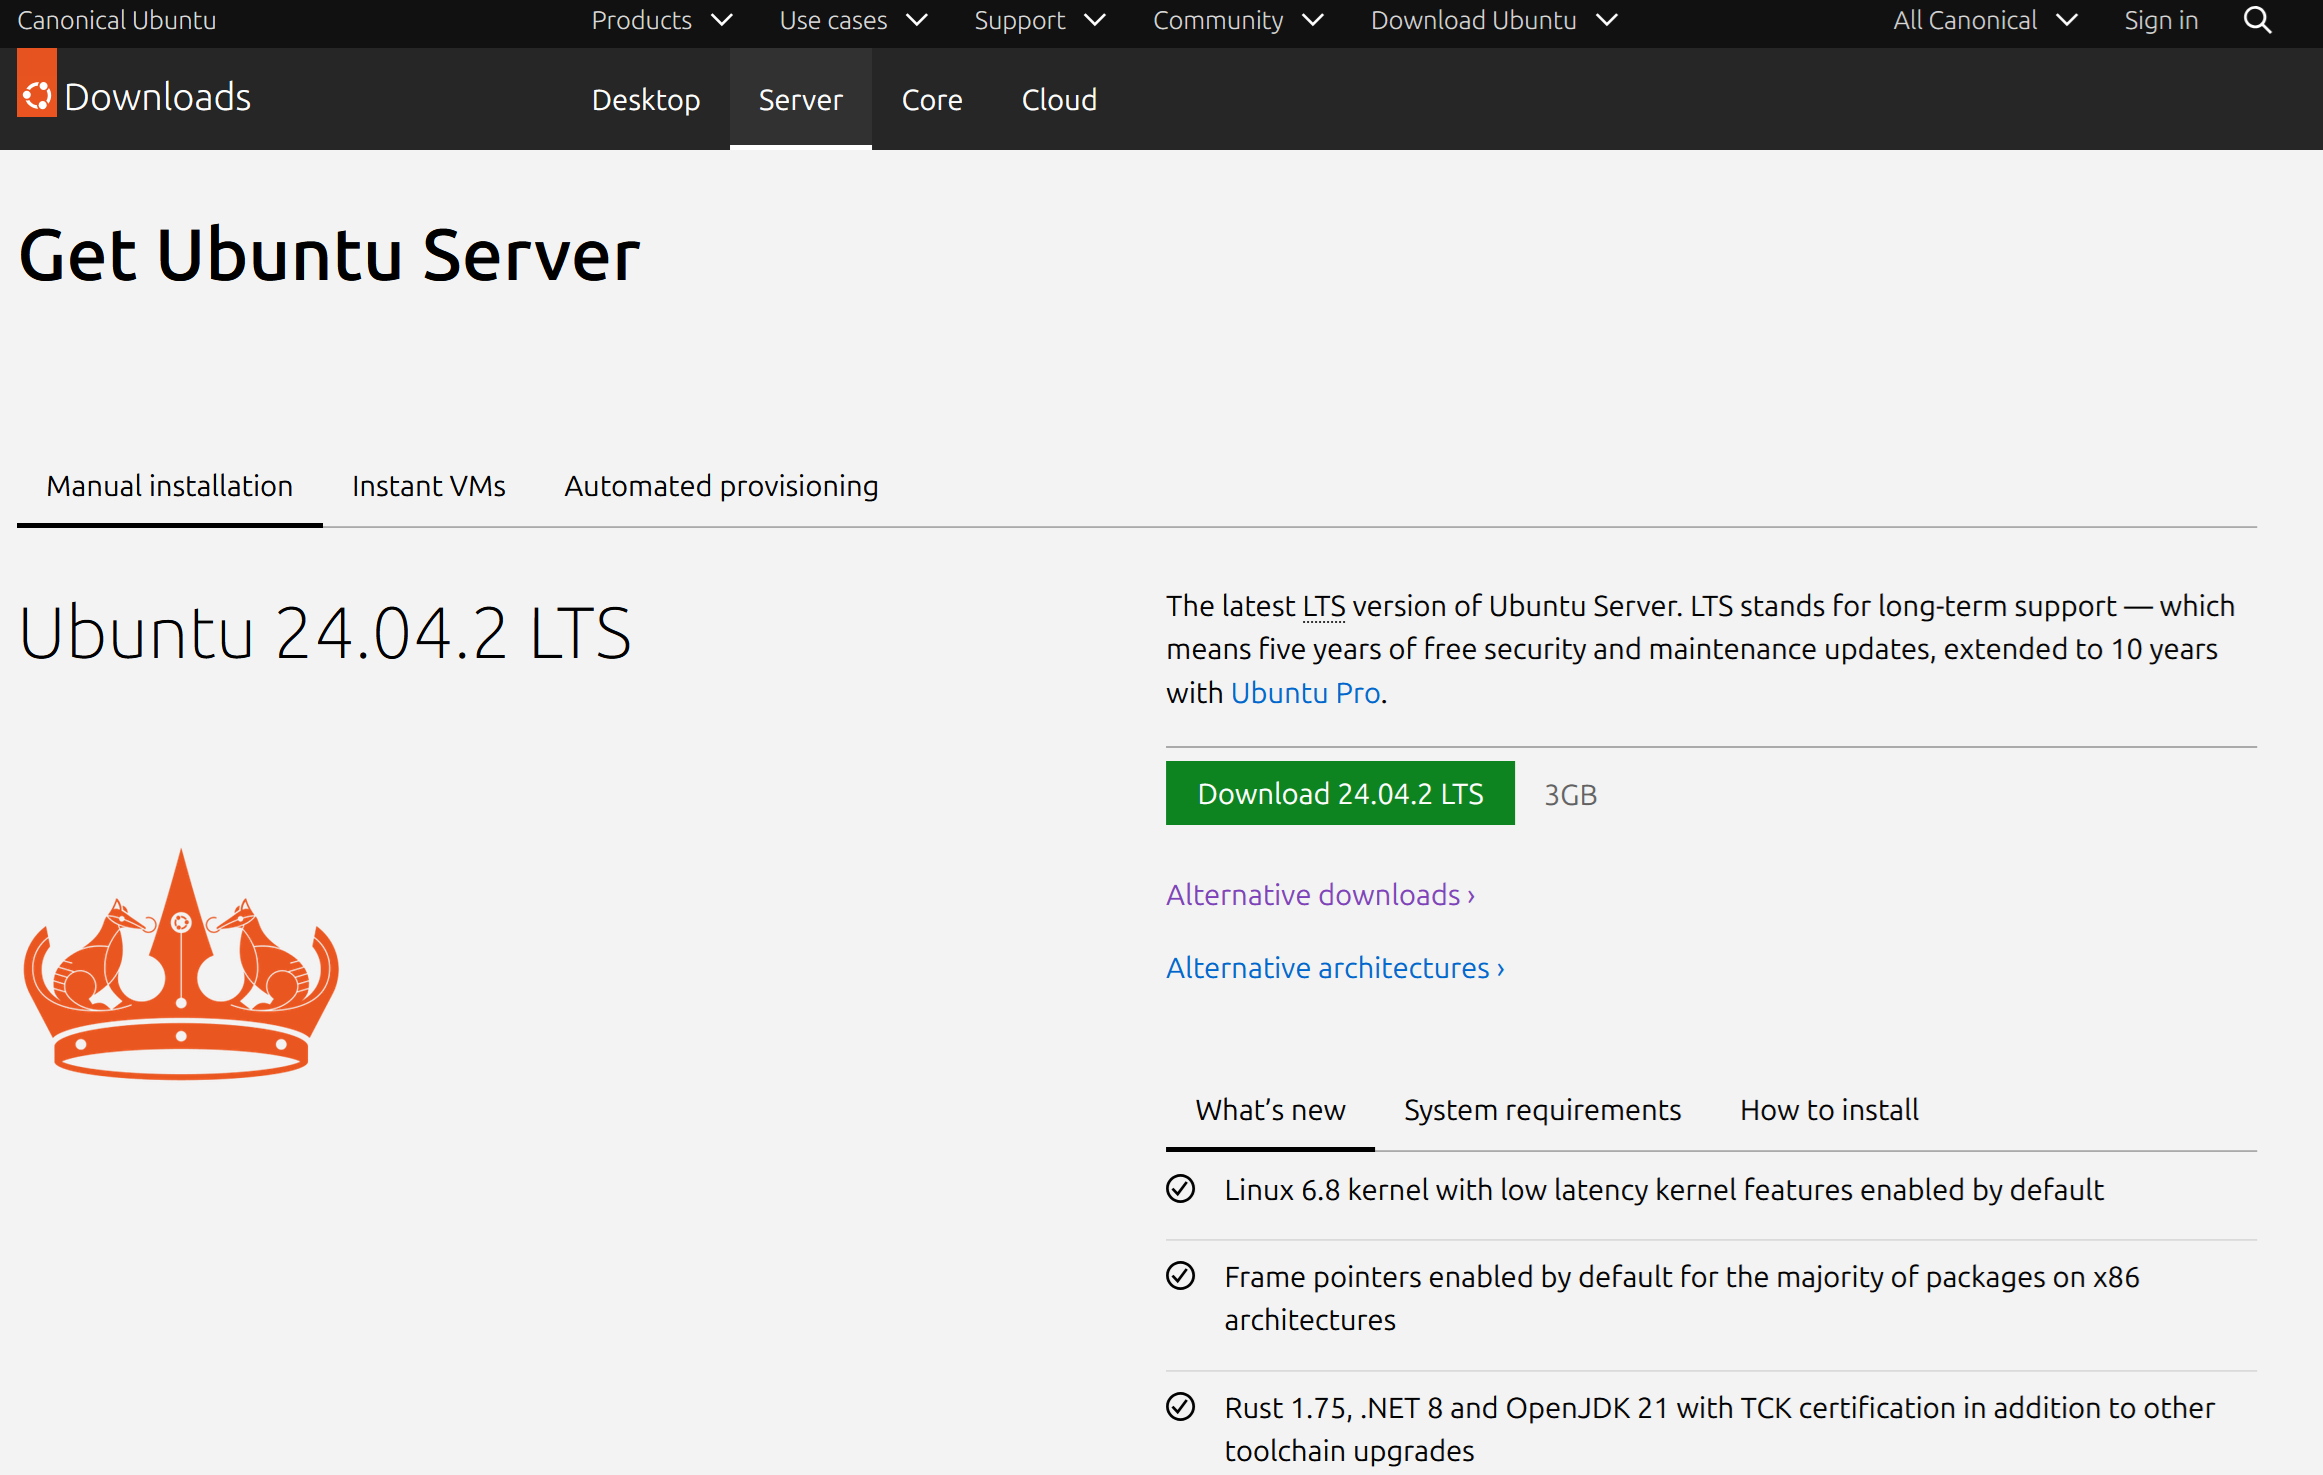 Canonical Ubuntu
Products
Use cases
Support
Community
Download Ubuntu
All Canonical
Sign in
Downloads
Desktop
Server
Core
Cloud
Get Ubuntu Server
Manual installation
Instant VMs
Automated provisioning
Ubuntu 24.04.2 LTS
The latest LTS version of Ubuntu Server. LTS stands for long-term support — which
means five years of free security and maintenance updates, extended to 10 years
with Ubuntu Pro.
Download 24.04.2 LTS
3GB
Alternative downloads ›
Alternative architectures ›
What’s new
System requirements
How to install
Linux 6.8 kernel with low latency kernel features enabled by default
Frame pointers enabled by default for the majority of packages on x86
architectures
Rust 1.75, .NET 8 and OpenJDK 21 with TCK certification in addition to other
toolchain upgrades